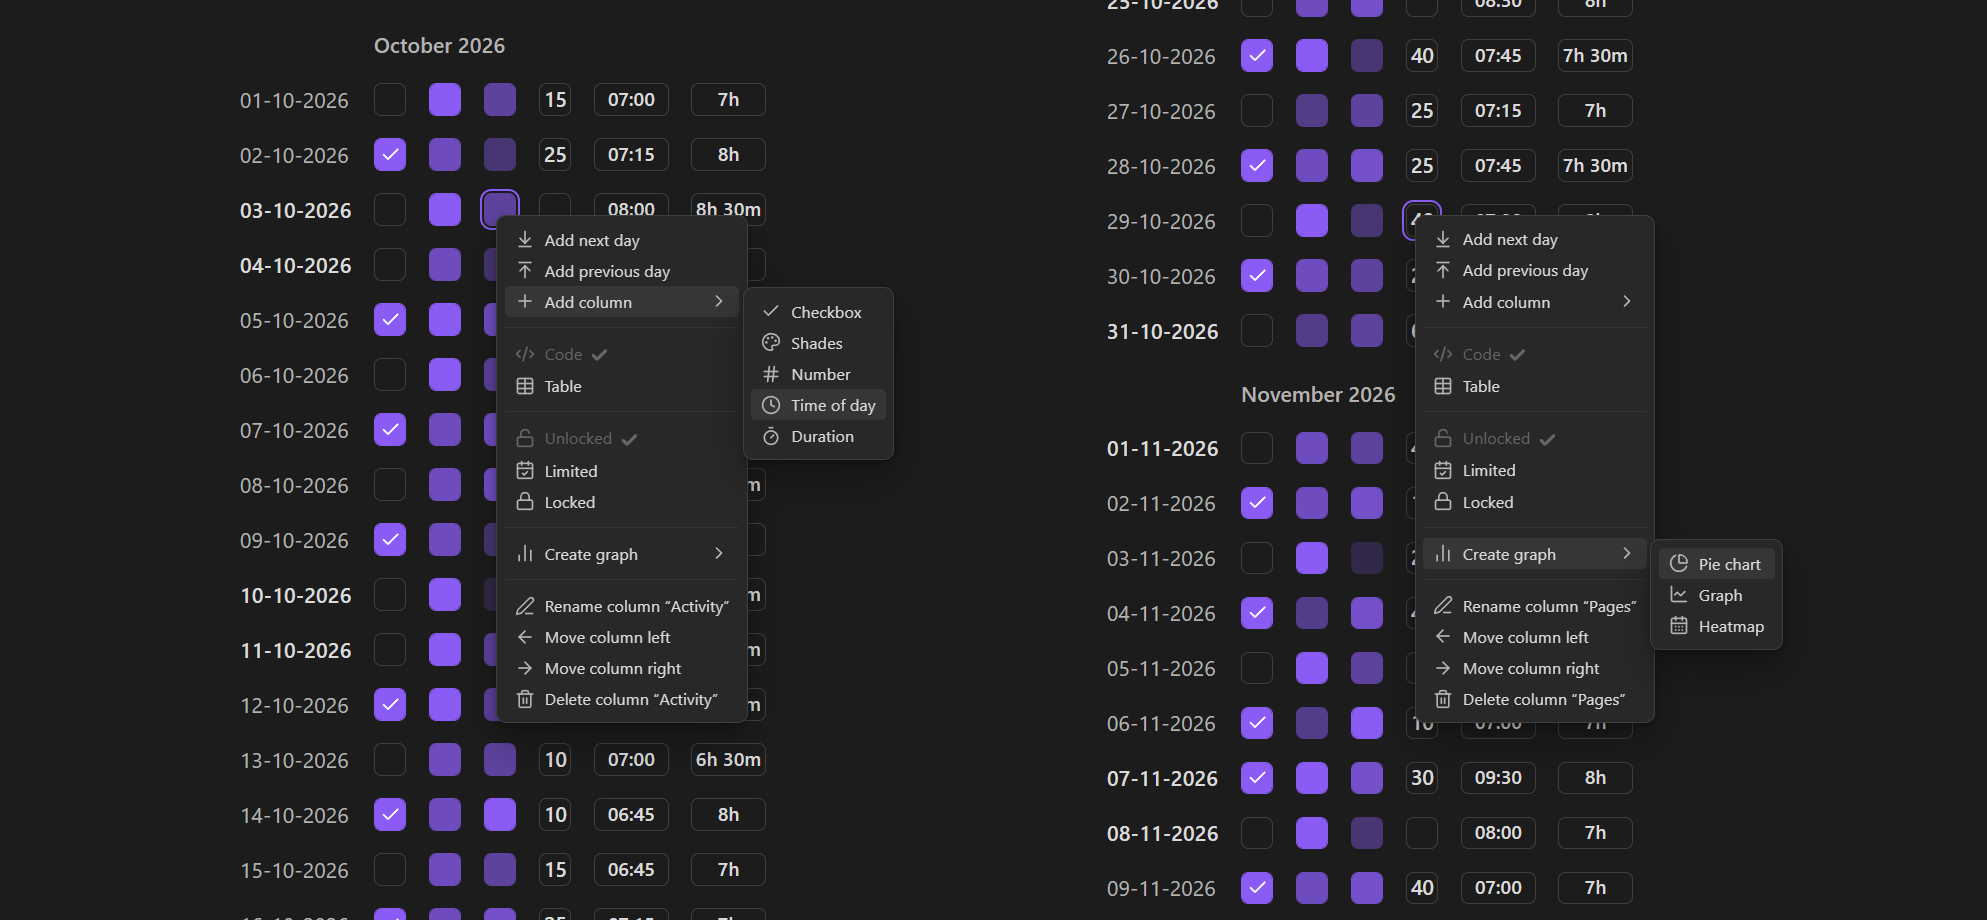 October 2026
01-10-2026 15 07:00 7h
02-10-2026 25 07:15 8h
03-10-2026 08:00 8h 30m
04-10-2026
05-10-2026
06-10-2026
07-10-2026
08-10-2026
09-10-2026
10-10-2026
11-10-2026
12-10-2026
13-10-2026 10 07:00 6h 30m
14-10-2026 10 06:45 8h
15-10-2026 15 06:45 7h
Add next day
Add previous day
Add column
Code
Table
Unlocked
Limited
Locked
Create graph
Rename column “Activity”
Move column left
Move column right
Delete column “Activity”
Checkbox
Shades
Number
Time of day
Duration
25-10-2026 08:30 8h
26-10-2026 40 07:45 7h 30m
27-10-2026 25 07:15 7h
28-10-2026 25 07:45 7h 30m
29-10-2026
30-10-2026
31-10-2026
November 2026
01-11-2026
02-11-2026
03-11-2026
04-11-2026
05-11-2026
06-11-2026 10 07:00 7h
07-11-2026 30 09:30 8h
08-11-2026 08:00 7h
09-11-2026 40 07:00 7h
Add next day
Add previous day
Add column
Code
Table
Unlocked
Limited
Locked
Create graph
Rename column “Pages”
Move column left
Move column right
Delete column “Pages”
Pie chart
Graph
Heatmap